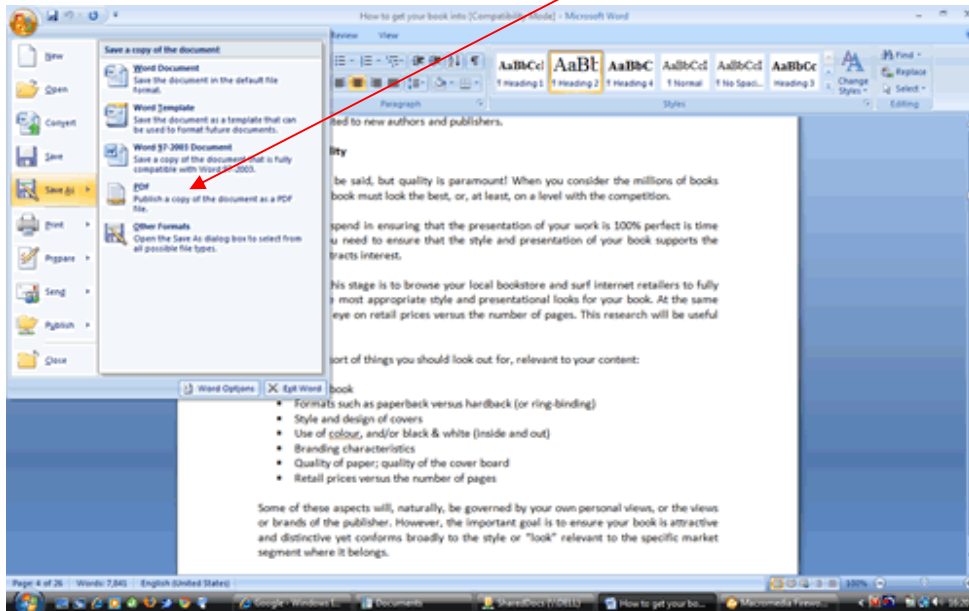 How to get your book into [Compatibility Mode] - Microsoft Word
Review View
New
Open
Convert
Save
Save As
Print
Prepare
Send
Publish
Close
Save a copy of the document
Word Document
Save the document in the default file
format.
Word Template
Save the document as a template that can
be used to format future documents.
Word 97-2003 Document
Save a copy of the document that is fully
compatible with Word 97-2003.
PDF
Publish a copy of the document as a PDF
file.
Other Formats
Open the Save As dialog box to select from
all possible file types.
Word Options Exit Word
AaBbCcI AaBb AaBbC AaBbCcI AaBbCcI AaBbCc
¶ Heading 1 ¶ Heading 2 ¶ Heading 4 ¶ Normal ¶ No Spaci... Heading 3
Change
Styles
Find
Replace
Select
Paragraph Styles Editing
ted to new authors and publishers.
lity
be said, but quality is paramount! When you consider the millions of books
book must look the best, or, at least, on a level with the competition.
spend in ensuring that the presentation of your work is 100% perfect is time
u need to ensure that the style and presentation of your book supports the
tracts interest.
his stage is to browse your local bookstore and surf internet retailers to fully
most appropriate style and presentational looks for your book. At the same
eye on retail prices versus the number of pages. This research will be useful
sort of things you should look out for, relevant to your content:
book
• Formats such as paperback versus hardback (or ring-binding)
• Style and design of covers
• Use of colour, and/or black & white (inside and out)
• Branding characteristics
• Quality of paper; quality of the cover board
• Retail prices versus the number of pages
Some of these aspects will, naturally, be governed by your own personal views, or the views
or brands of the publisher. However, the important goal is to ensure your book is attractive
and distinctive yet conforms broadly to the style or "look" relevant to the specific market
segment where it belongs.
Page: 4 of 26 Words: 7,841 English (United States) 100%
Google - Windows I... Documents SharedDocs (\\DELL) How to get your bo... Macromedia Firewo... 16:20